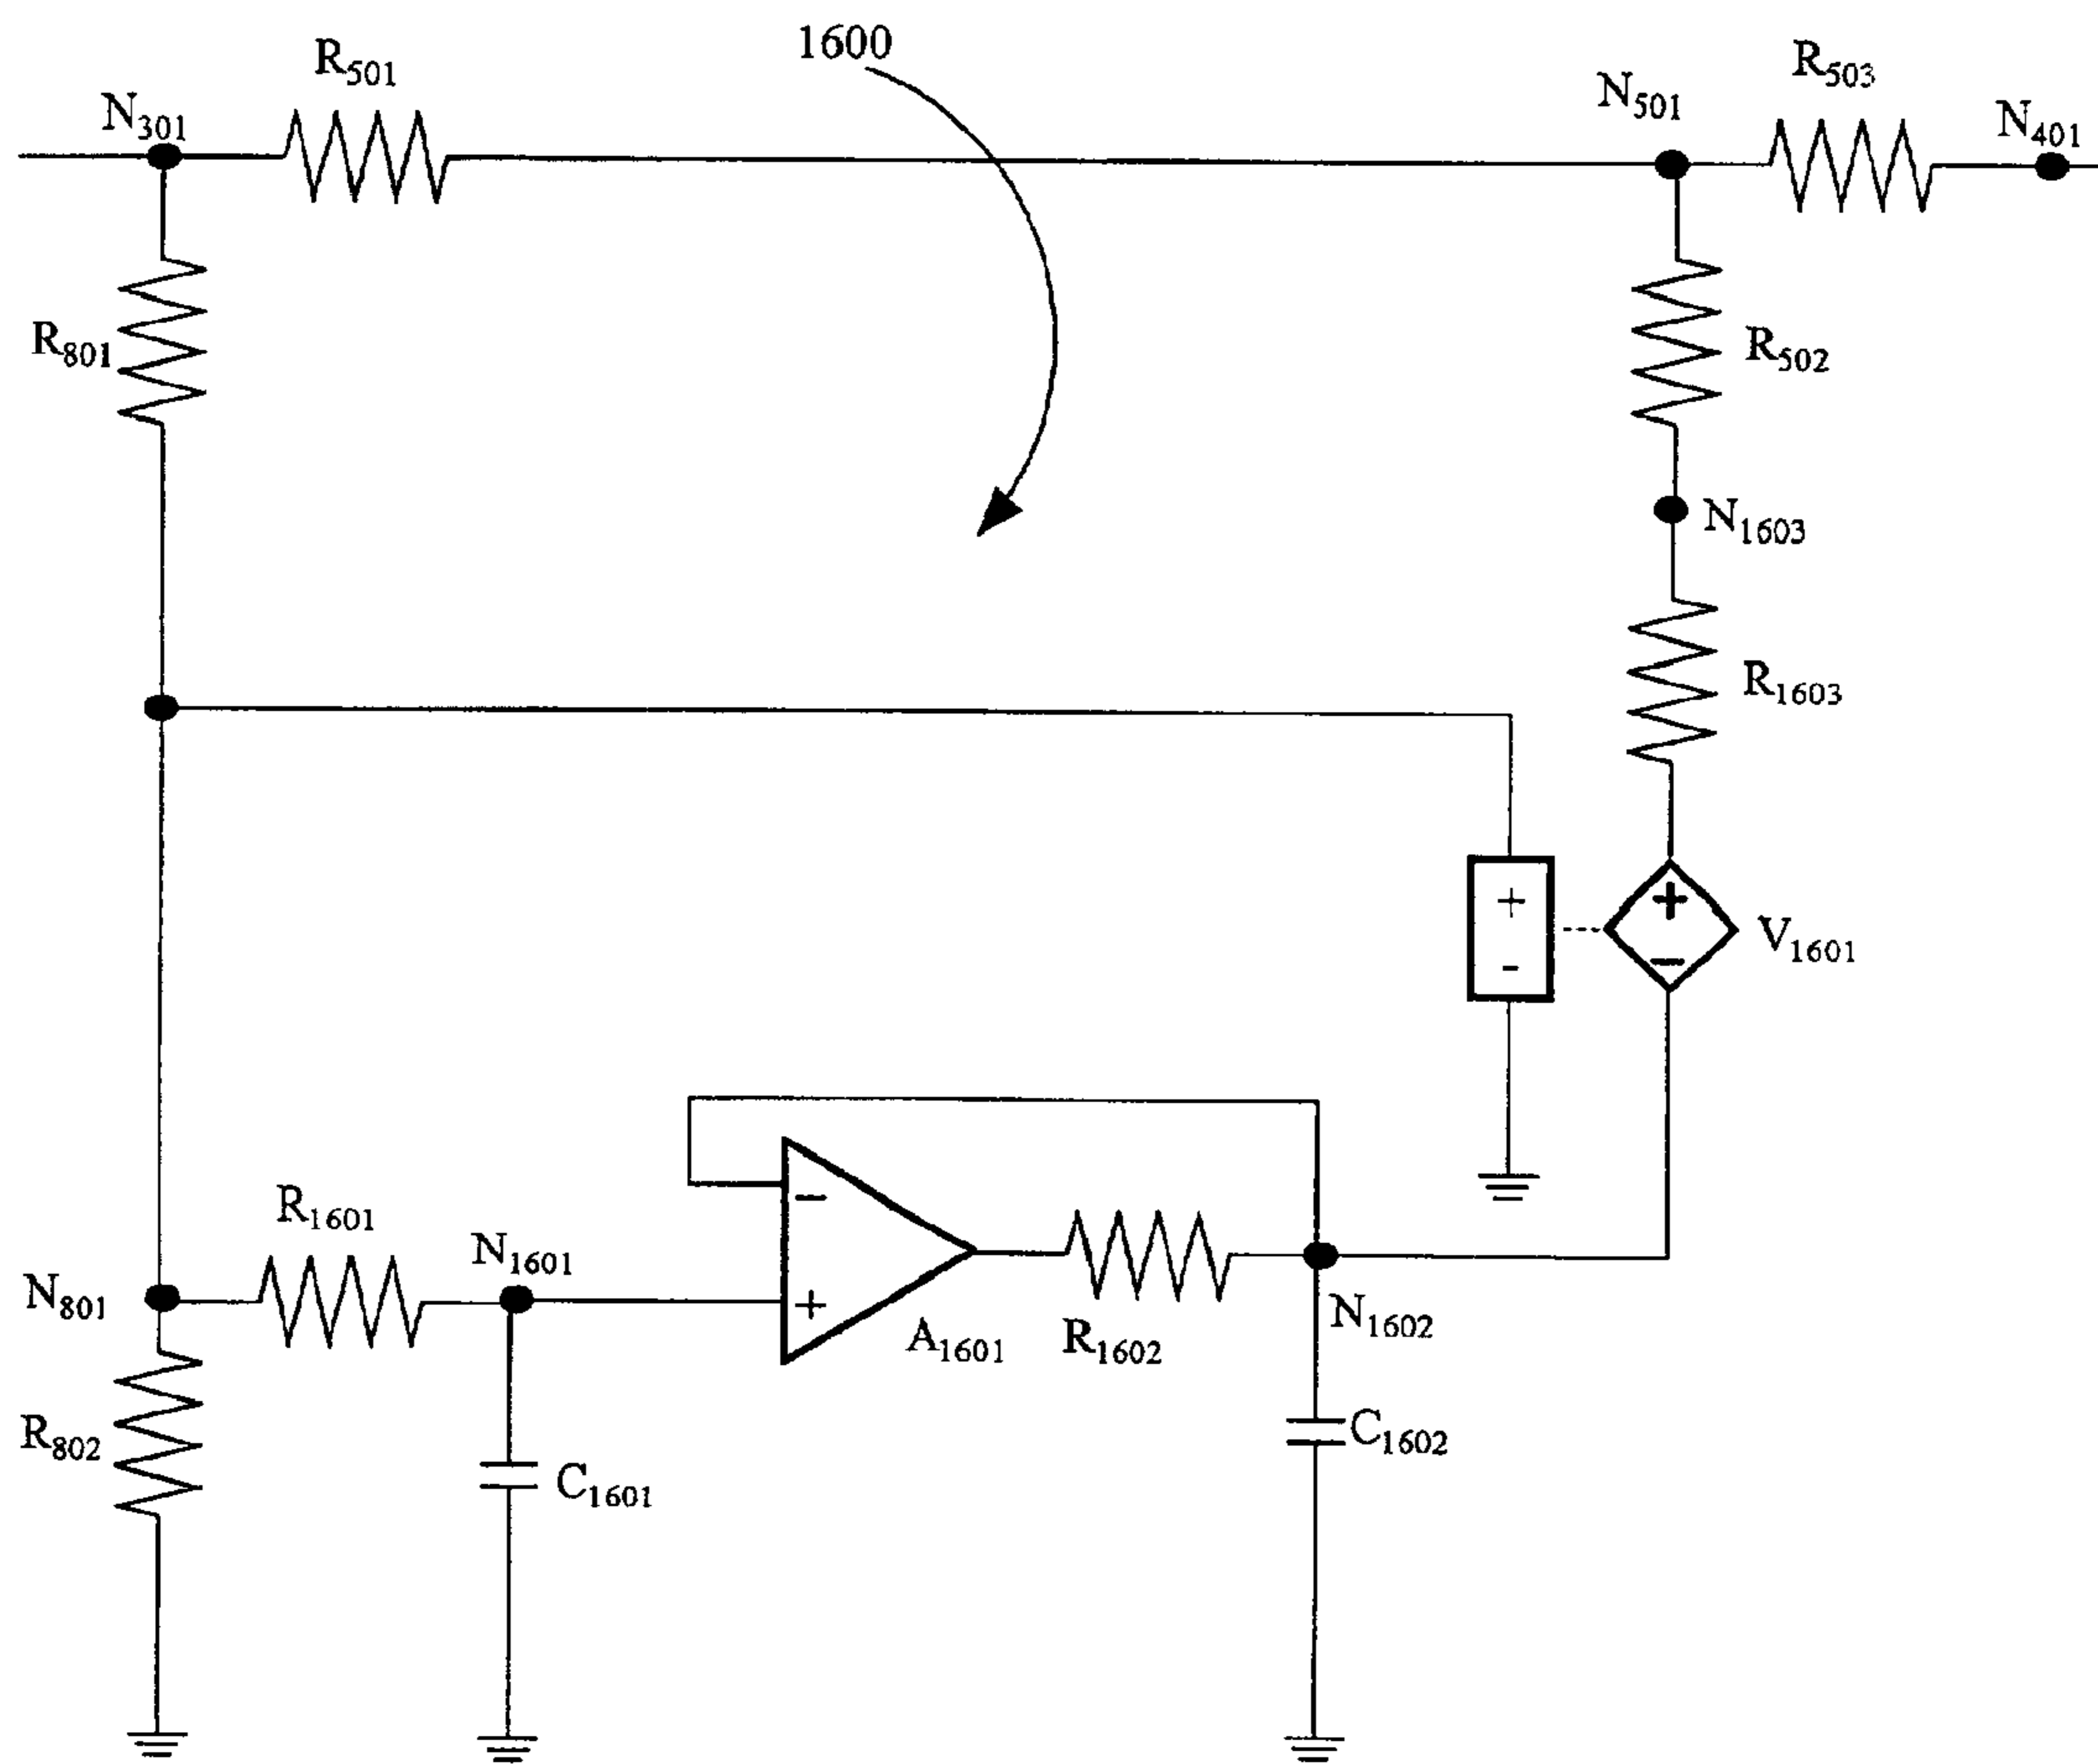 1600
R501
N301
N501
R503
N401
R801
R502
N1603
R1603
+
-
+
−
V1601
−
+
A1601
R1601
N1601
N801
R1602
N1602
R802
C1601
C1602